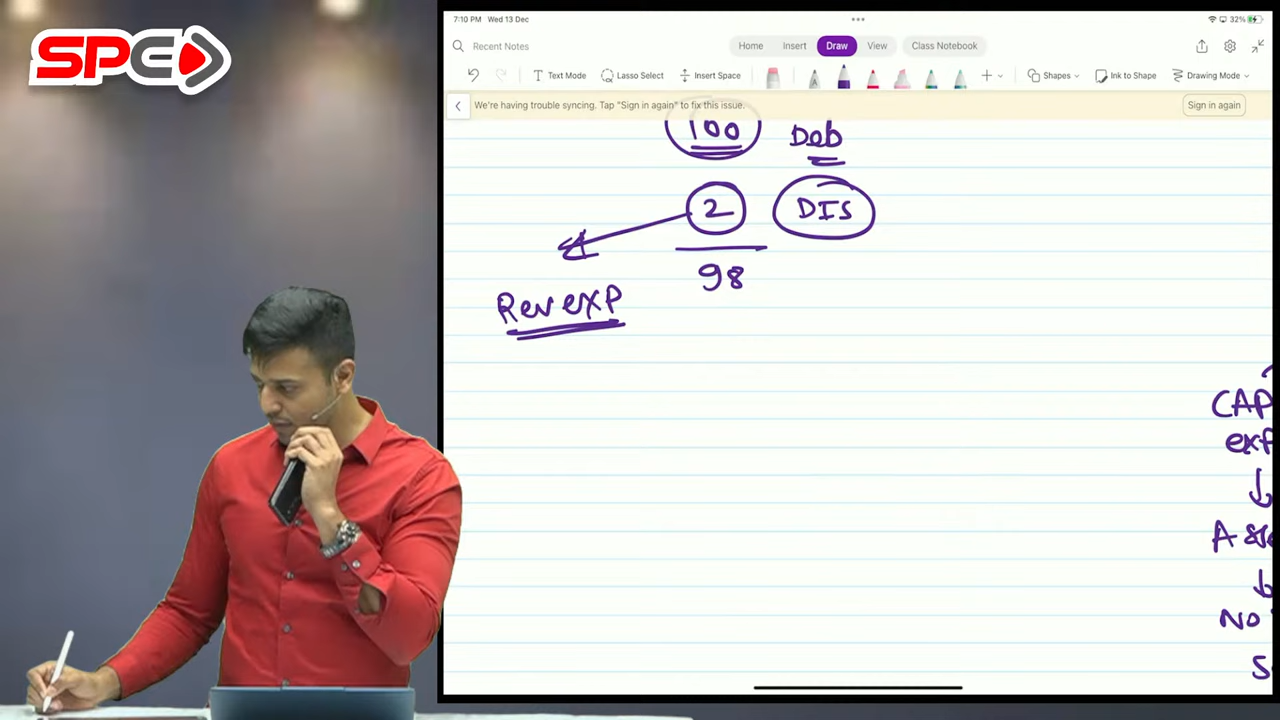 SPED
7:10 PM Wed 13 Dec
32%
Recent Notes
Home Insert Draw View Class Notebook
Text Mode Lasso Select Insert Space Shapes Ink to Shape Drawing Mode
We're having trouble syncing. Tap "Sign in again" to fix this issue. Sign in again
100 Deb
2 DIS
98
Rev exp
CAP
exp
No